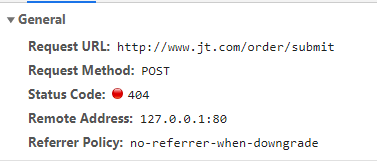 General
Request URL: http://www.jt.com/order/submit
Request Method: POST
Status Code: 404
Remote Address: 127.0.0.1:80
Referrer Policy: no-referrer-when-downgrade